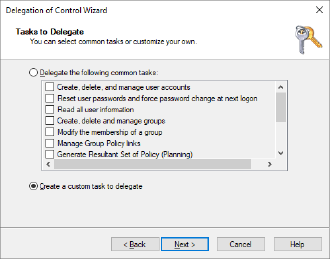 Delegation of Control Wizard
Tasks to Delegate
You can select common tasks or customize your own.
Delegate the following common tasks:
Create, delete, and manage user accounts
Reset user passwords and force password change at next logon
Read all user information
Create, delete and manage groups
Modify the membership of a group
Manage Group Policy links
Generate Resultant Set of Policy (Planning)
Create a custom task to delegate
< Back
Next >
Cancel
Help